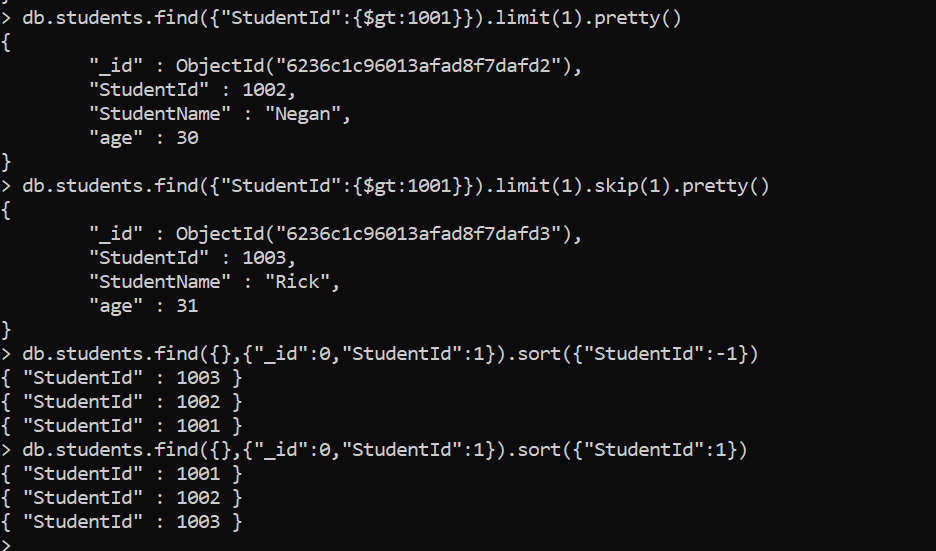 > db.students.find({"StudentId":{$gt:1001}}).limit(1).pretty()
{
"_id" : ObjectId("6236c1c96013afad8f7dafd2"),
"StudentId" : 1002,
"StudentName" : "Negan",
"age" : 30
}
> db.students.find({"StudentId":{$gt:1001}}).limit(1).skip(1).pretty()
{
"_id" : ObjectId("6236c1c96013afad8f7dafd3"),
"StudentId" : 1003,
"StudentName" : "Rick",
"age" : 31
}
> db.students.find({},{"_id":0,"StudentId":1}).sort({"StudentId":-1})
{ "StudentId" : 1003 }
{ "StudentId" : 1002 }
{ "StudentId" : 1001 }
> db.students.find({},{"_id":0,"StudentId":1}).sort({"StudentId":1})
{ "StudentId" : 1001 }
{ "StudentId" : 1002 }
{ "StudentId" : 1003 }
>